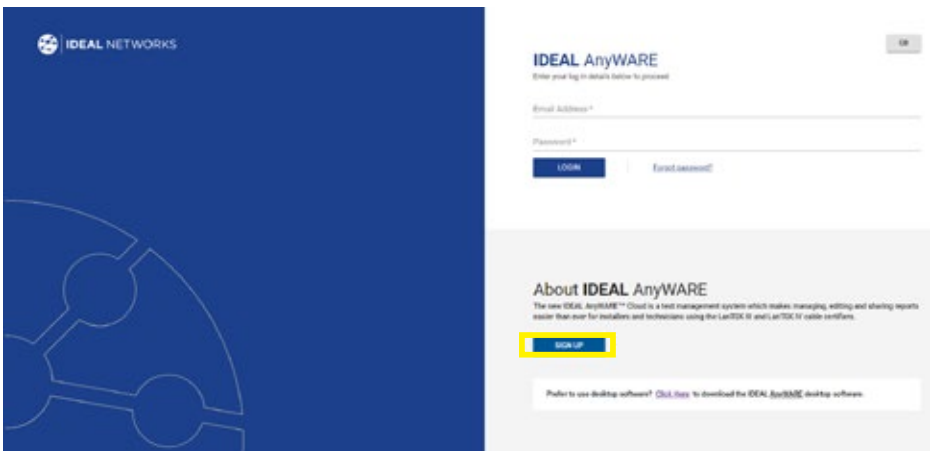 IDEAL NETWORKS
IDEAL AnyWARE
Enter your log in details below to proceed
Email Address *
Password *
LOGIN
Forgot password?
About IDEAL AnyWARE
The new IDEAL AnyWARE™ Cloud is a test management system which makes managing, editing and sharing reports
easier than ever for installers and technicians using the LanTEK III and LanTEK IV cable certifiers.
SIGN UP
Prefer to use desktop software? Click Here to download the IDEAL AnyWARE desktop software.